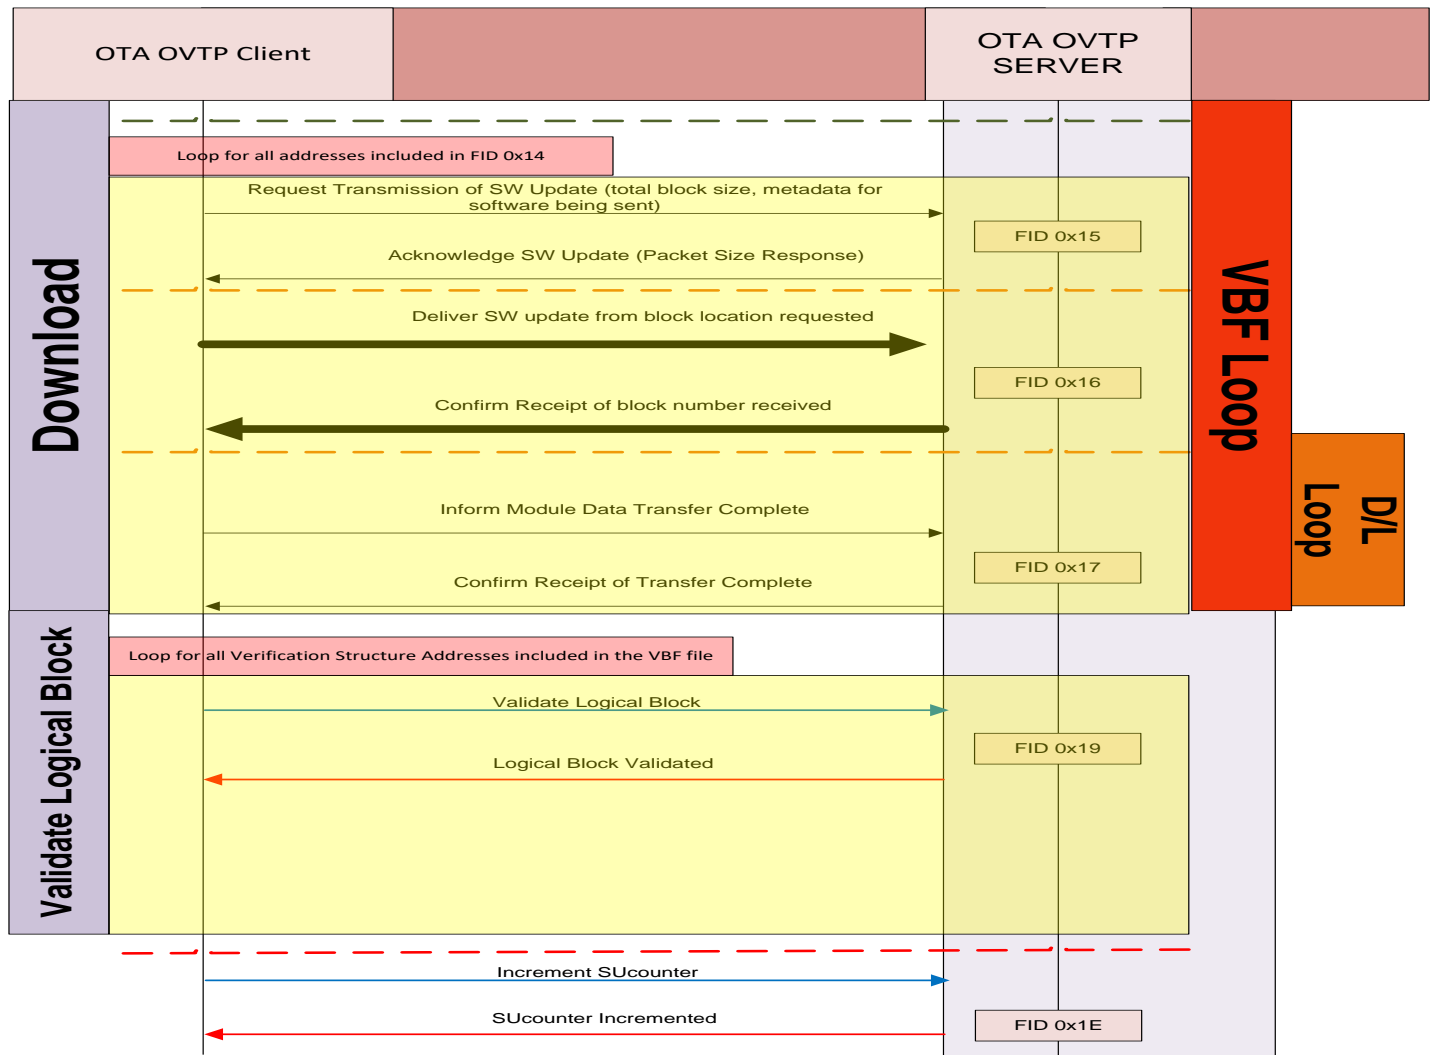 OTA OVTP Client
OTA OVTP
SERVER
Loop for all addresses included in FID 0x14
Request Transmission of SW Update (total block size, metadata for
software being sent)
FID 0x15
Acknowledge SW Update (Packet Size Response)
Deliver SW update from block location requested
FID 0x16
Confirm Receipt of block number received
Inform Module Data Transfer Complete
FID 0x17
Confirm Receipt of Transfer Complete
Download
VBF Loop
D/L
Loop
Loop for all Verification Structure Addresses included in the VBF file
Validate Logical Block
FID 0x19
Logical Block Validated
Validate Logical Block
Increment SUcounter
SUcounter Incremented
FID 0x1E